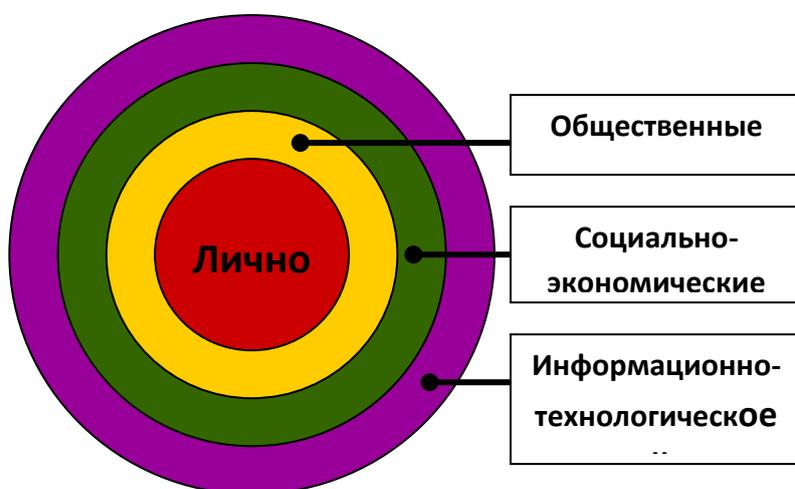 Общественные
Социально-
экономические
Лично
Информационно-
технологическое